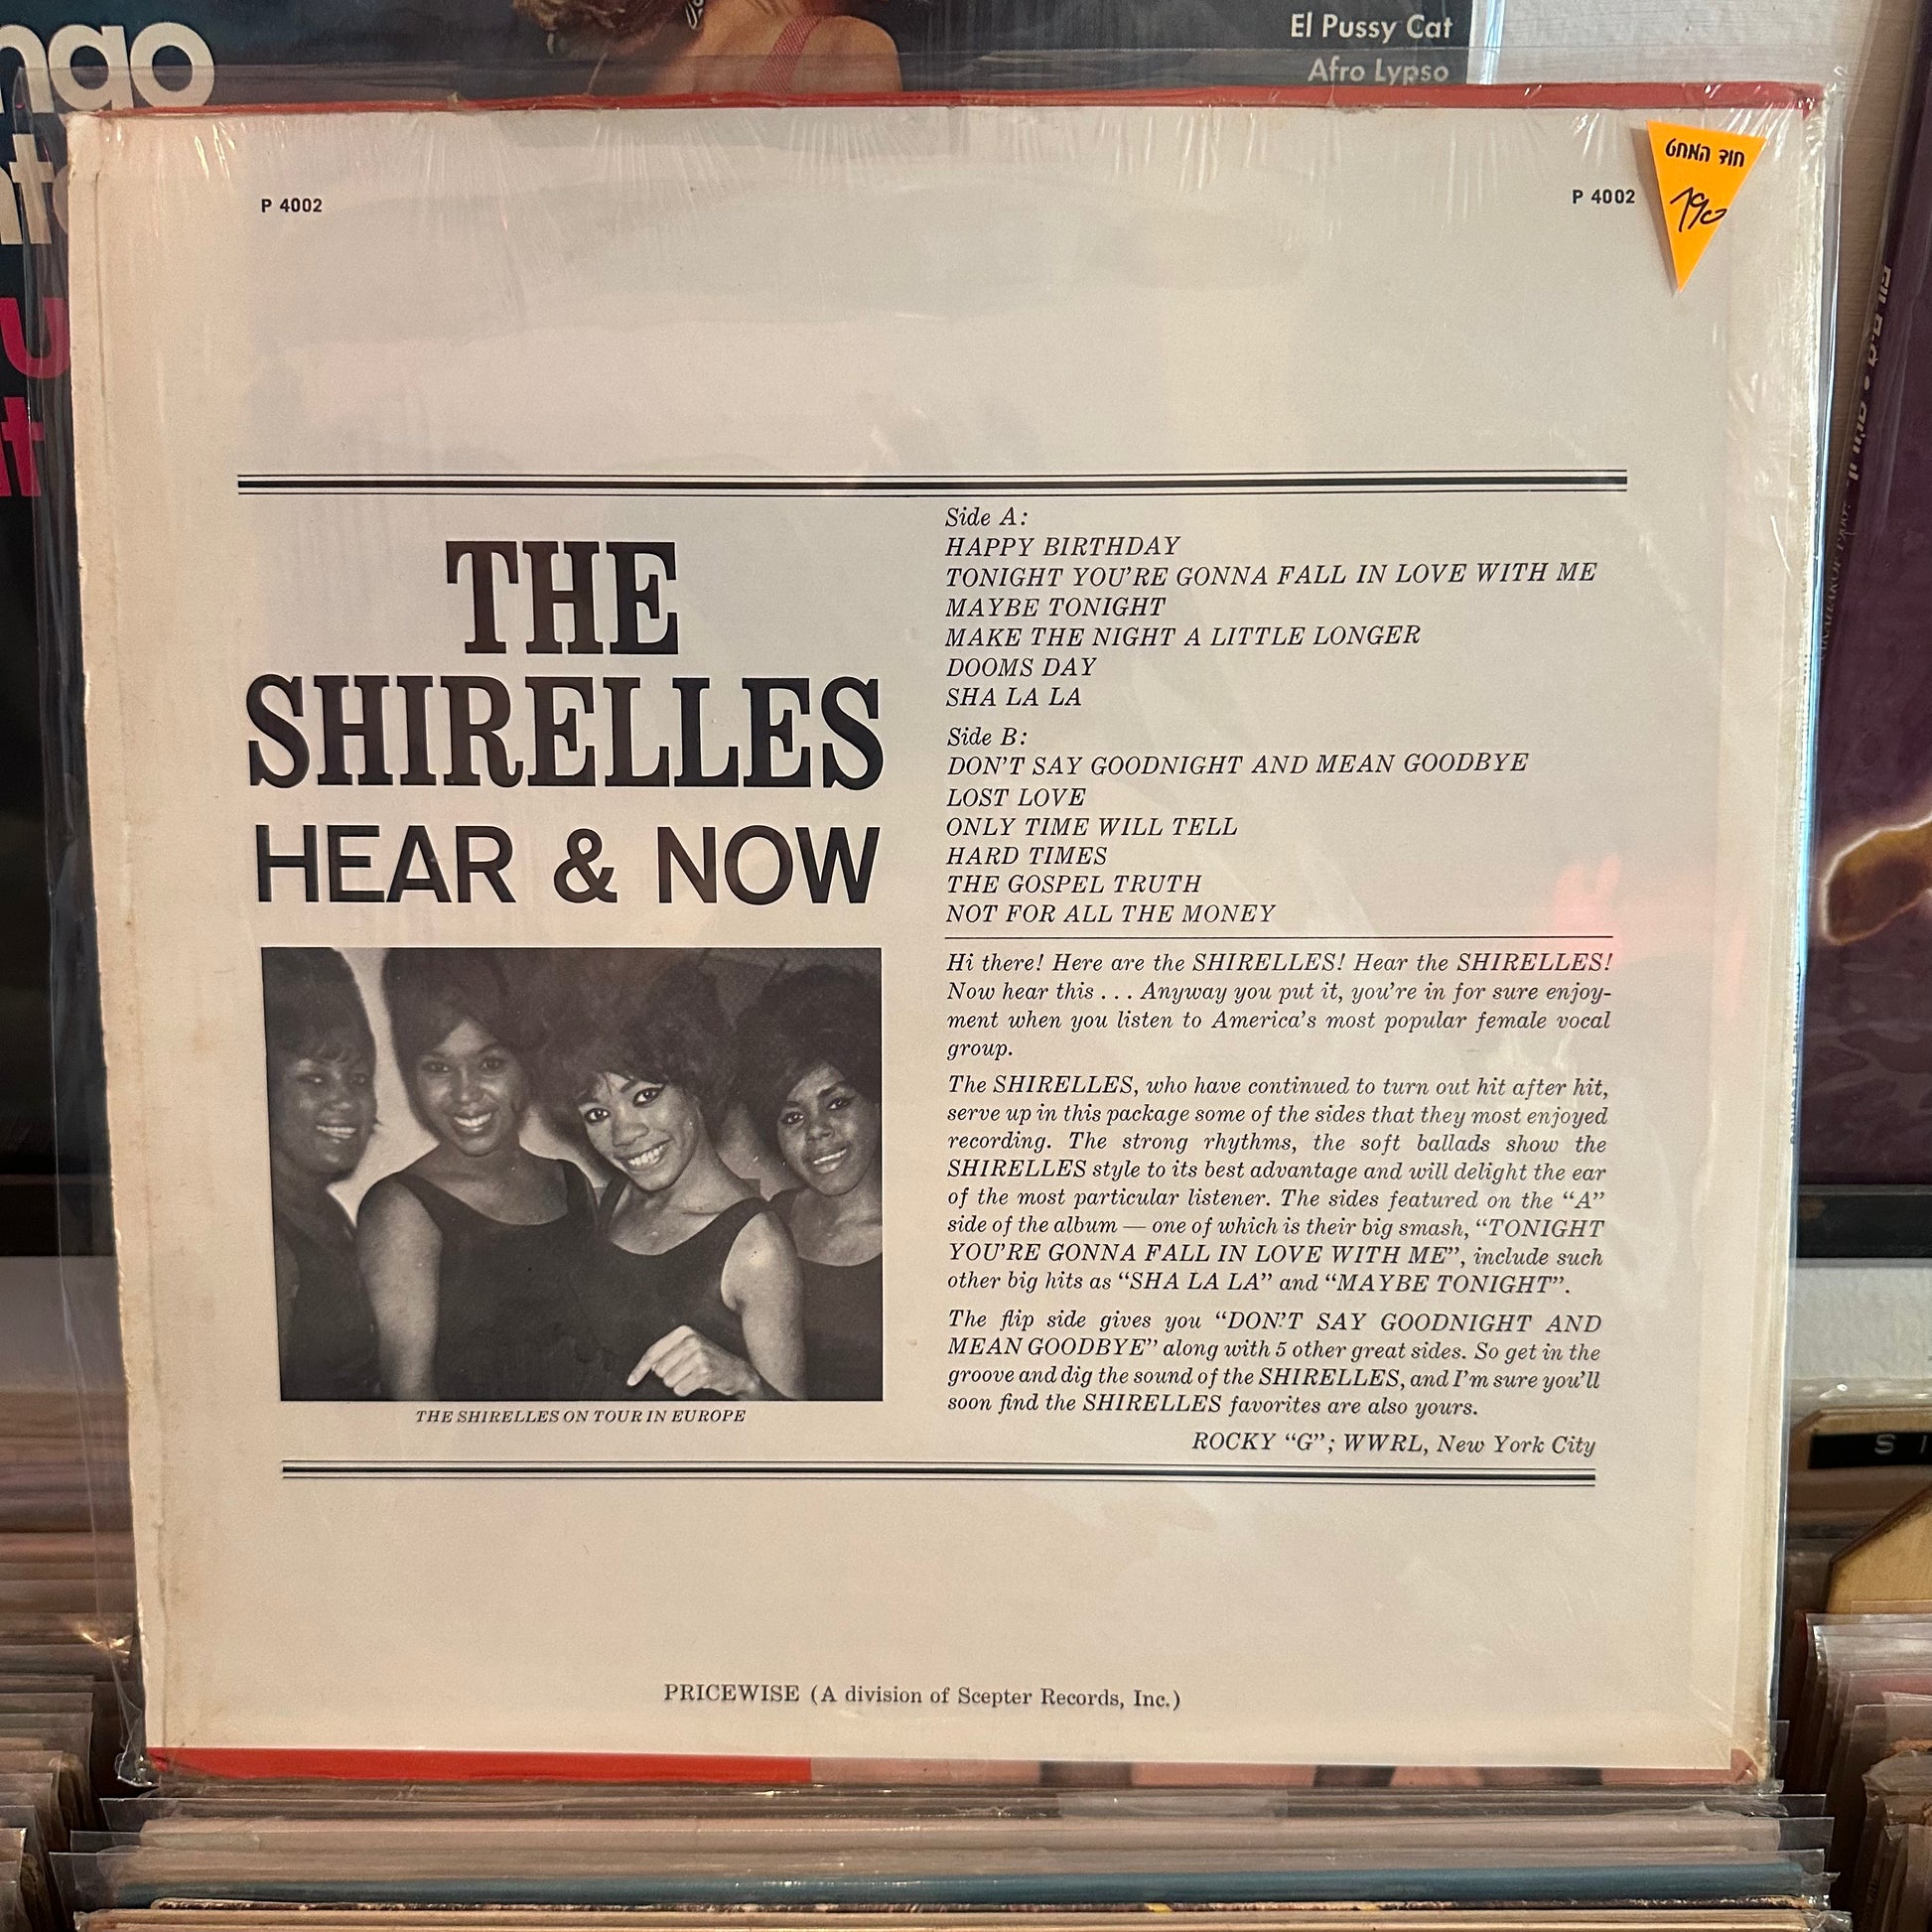 El Pussy Cat
Afro Lypso
P 4002
P 4002
חוד המחט
190
THE
SHIRELLES
HEAR & NOW
Side A:
HAPPY BIRTHDAY
TONIGHT YOU'RE GONNA FALL IN LOVE WITH ME
MAYBE TONIGHT
MAKE THE NIGHT A LITTLE LONGER
DOOMS DAY
SHA LA LA
Side B:
DON'T SAY GOODNIGHT AND MEAN GOODBYE
LOST LOVE
ONLY TIME WILL TELL
HARD TIMES
THE GOSPEL TRUTH
NOT FOR ALL THE MONEY
Hi there! Here are the SHIRELLES! Hear the SHIRELLES!
Now hear this . . . Anyway you put it, you're in for sure enjoy-
ment when you listen to America's most popular female vocal
group.
The SHIRELLES, who have continued to turn out hit after hit,
serve up in this package some of the sides that they most enjoyed
recording. The strong rhythms, the soft ballads show the
SHIRELLES style to its best advantage and will delight the ear
of the most particular listener. The sides featured on the “A”
side of the album — one of which is their big smash, “TONIGHT
YOU'RE GONNA FALL IN LOVE WITH ME”, include such
other big hits as “SHA LA LA” and “MAYBE TONIGHT”.
The flip side gives you “DON'T SAY GOODNIGHT AND
MEAN GOODBYE” along with 5 other great sides. So get in the
groove and dig the sound of the SHIRELLES, and I'm sure you'll
soon find the SHIRELLES favorites are also yours.
ROCKY “G”; WWRL, New York City
THE SHIRELLES ON TOUR IN EUROPE
PRICEWISE (A division of Scepter Records, Inc.)